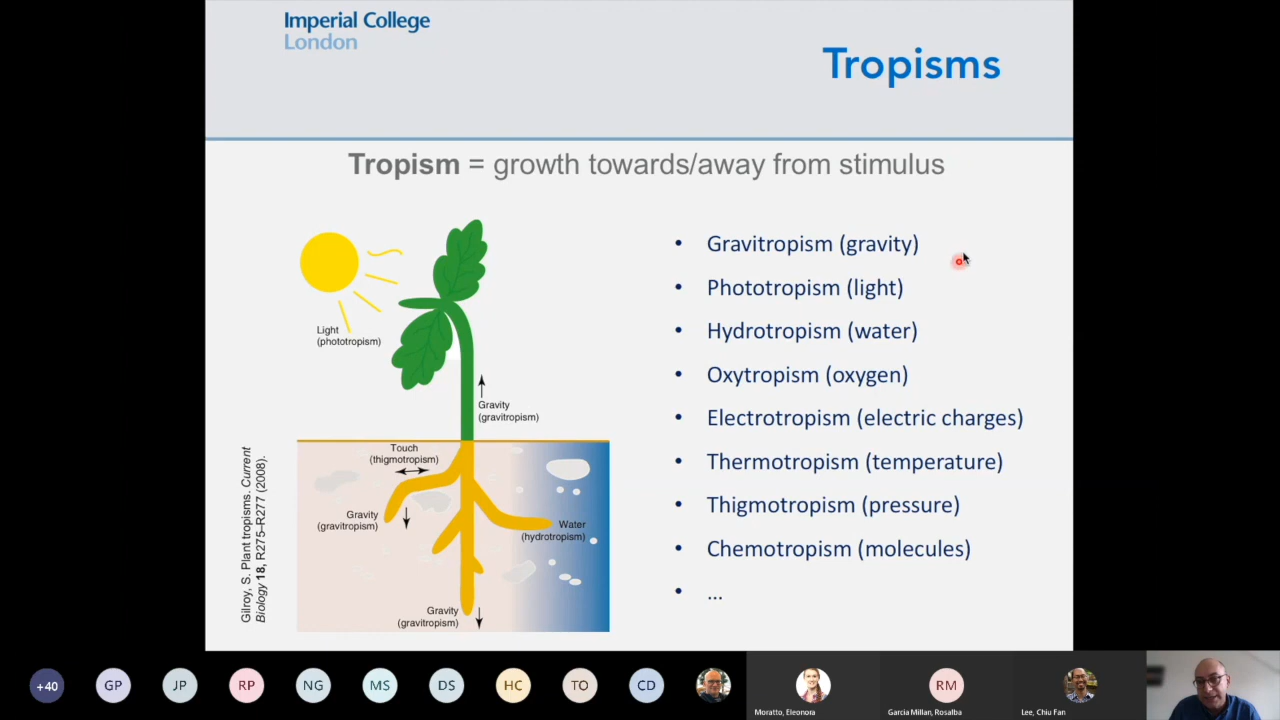 Imperial College
London
Tropisms
Tropism = growth towards/away from stimulus
Light
(phototropism)
Gravity
(gravitropism)
Touch
(thigmotropism)
Gravity
(gravitropism)
Water
(hydrotropism)
Gravity
(gravitropism)
Gilroy, S. Plant tropisms. Current
Biology 18, R275–R277 (2008).
• Gravitropism (gravity)
• Phototropism (light)
• Hydrotropism (water)
• Oxytropism (oxygen)
• Electrotropism (electric charges)
• Thermotropism (temperature)
• Thigmotropism (pressure)
• Chemotropism (molecules)
• ...
+40
GP
JP
RP
NG
MS
DS
HC
TO
CD
Moratto, Eleonora
RM
Garcia Millan, Rosalba
Lee, Chiu Fan